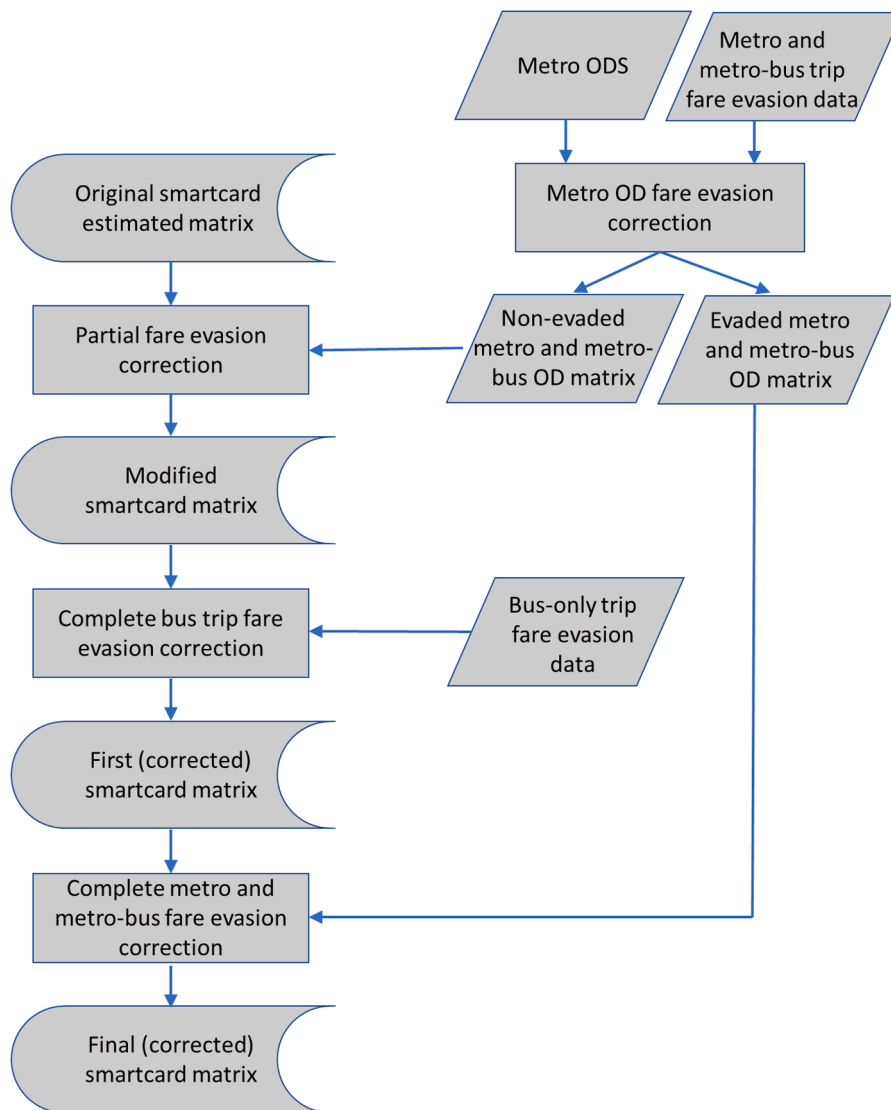 Metro ODS
Metro and
metro-bus trip
fare evasion data
Original smartcard
estimated matrix
Metro OD fare evasion
correction
Partial fare evasion
correction
Non-evaded
metro and metro-
bus OD matrix
Evaded metro
and metro-bus
OD matrix
Modified
smartcard matrix
Complete bus trip fare
evasion correction
Bus-only trip
fare evasion
data
First (corrected)
smartcard matrix
Complete metro and
metro-bus fare evasion
correction
Final (corrected)
smartcard matrix